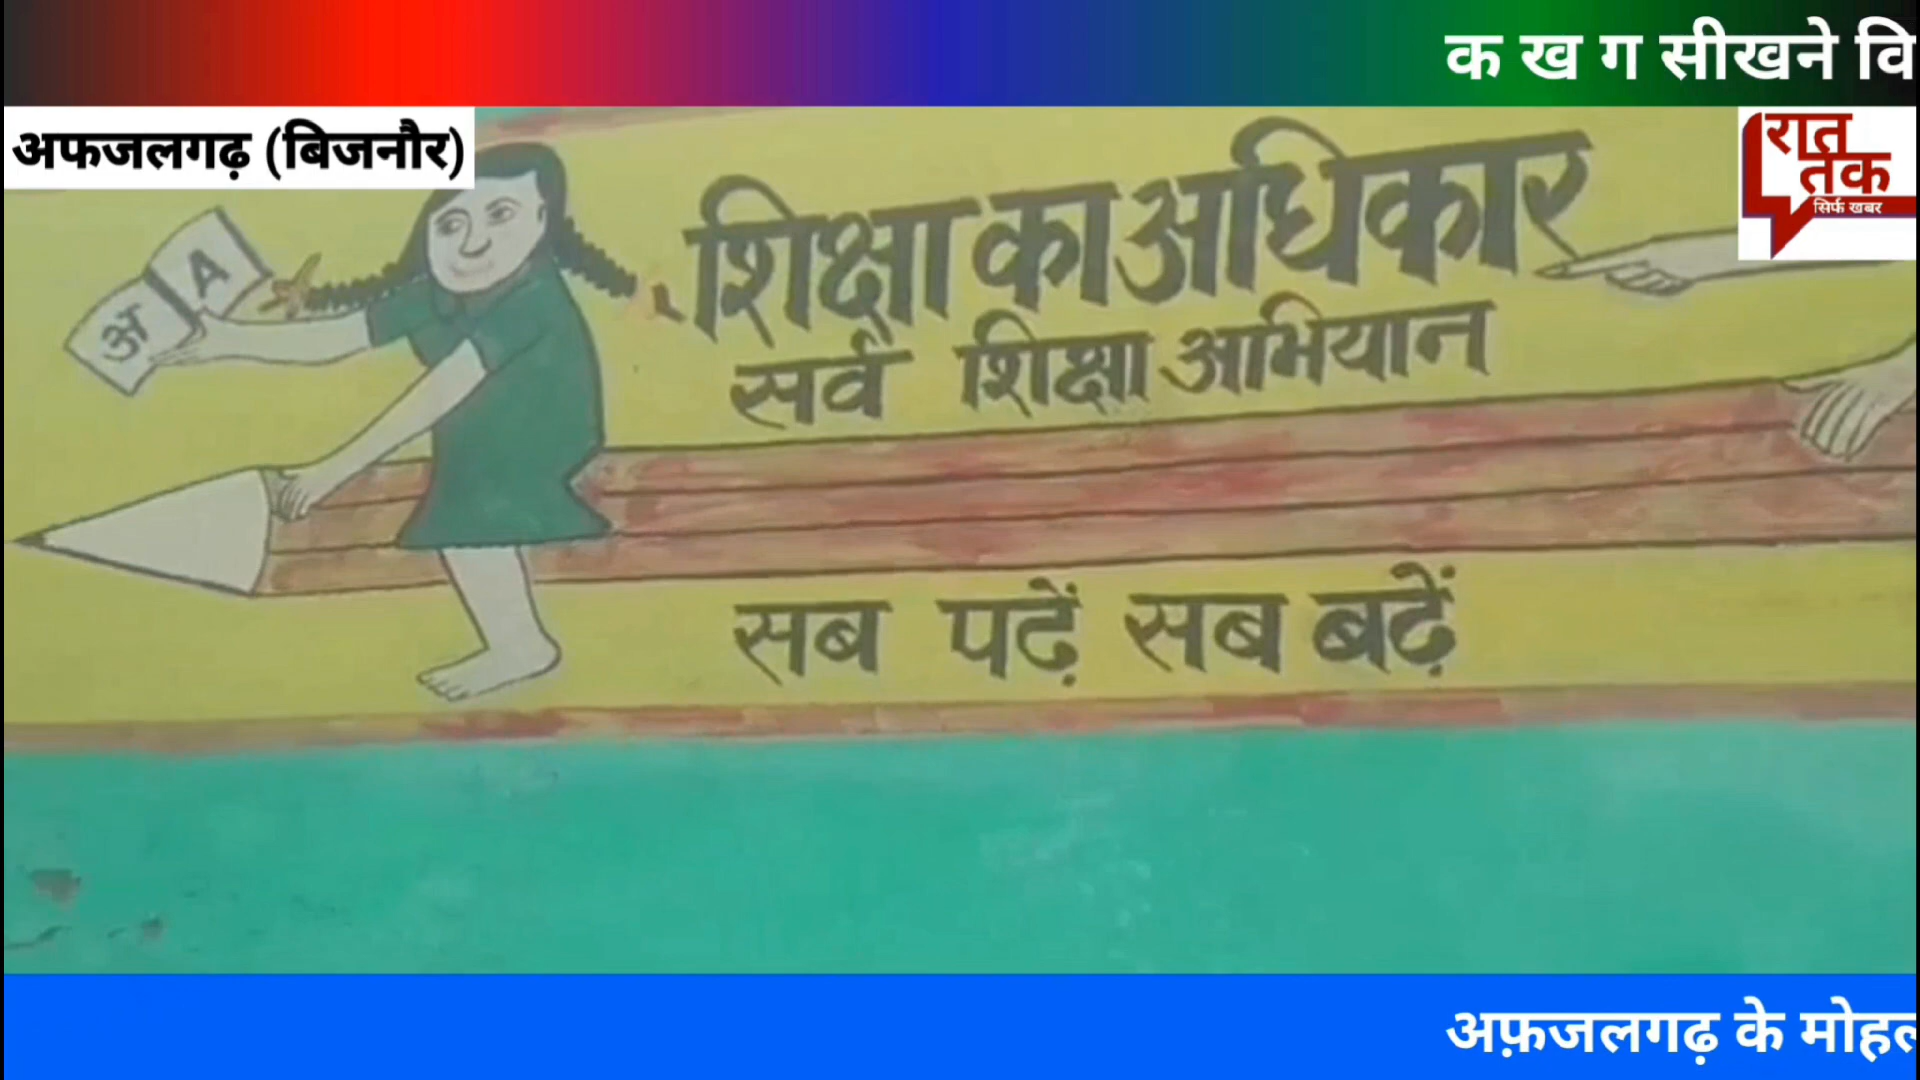 क ख ग सीखने वि
अफजलगढ़ (बिजनौर)
रात
तक
सिर्फ खबर
अ A
शिक्षा का अधिकार
सर्व शिक्षा अभियान
सब पढ़ें सब बढ़ें
अफ़जलगढ़ के मोहल